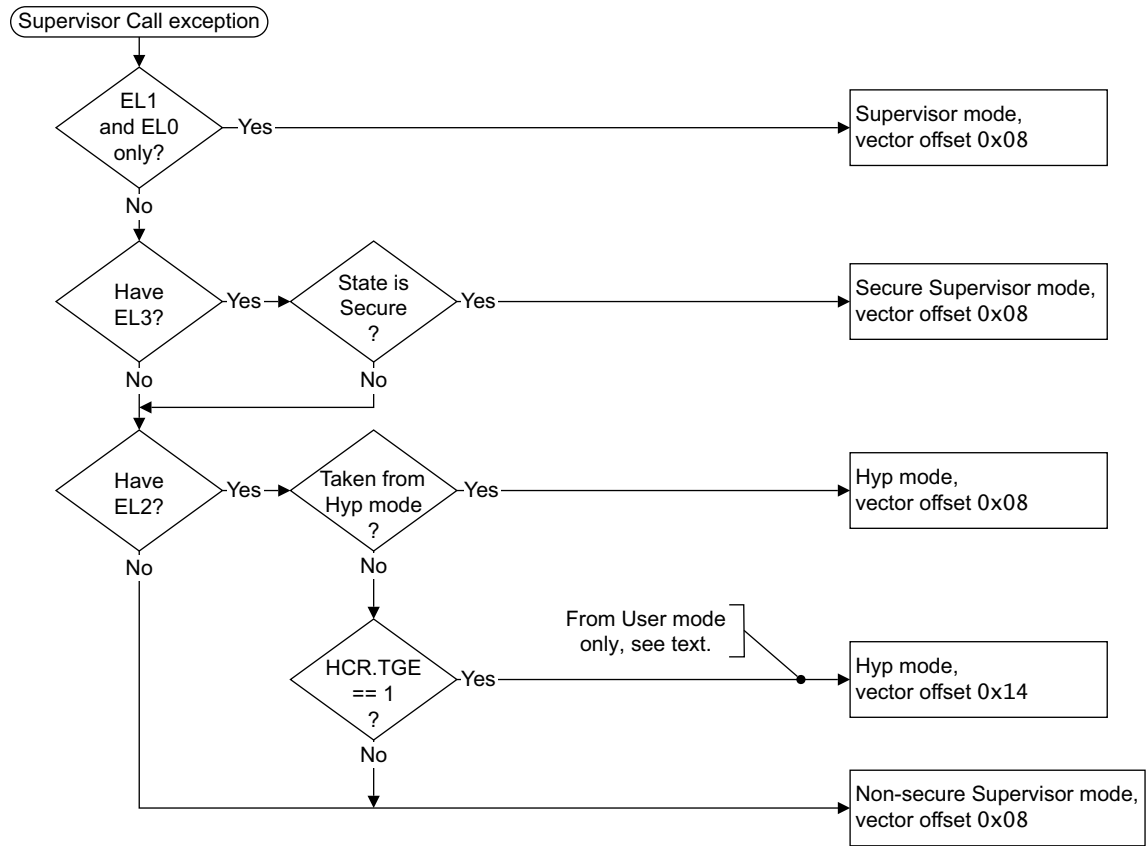 Supervisor Call exception
EL1
and EL0
only?
Yes
Supervisor mode,
vector offset 0x08
No
Have
EL3?
Yes
State is
Secure
?
Yes
Secure Supervisor mode,
vector offset 0x08
No
No
Have
EL2?
Yes
Taken from
Hyp mode
?
Yes
Hyp mode,
vector offset 0x08
No
No
From User mode
only, see text.
HCR.TGE
== 1
?
Yes
Hyp mode,
vector offset 0x14
No
Non-secure Supervisor mode,
vector offset 0x08